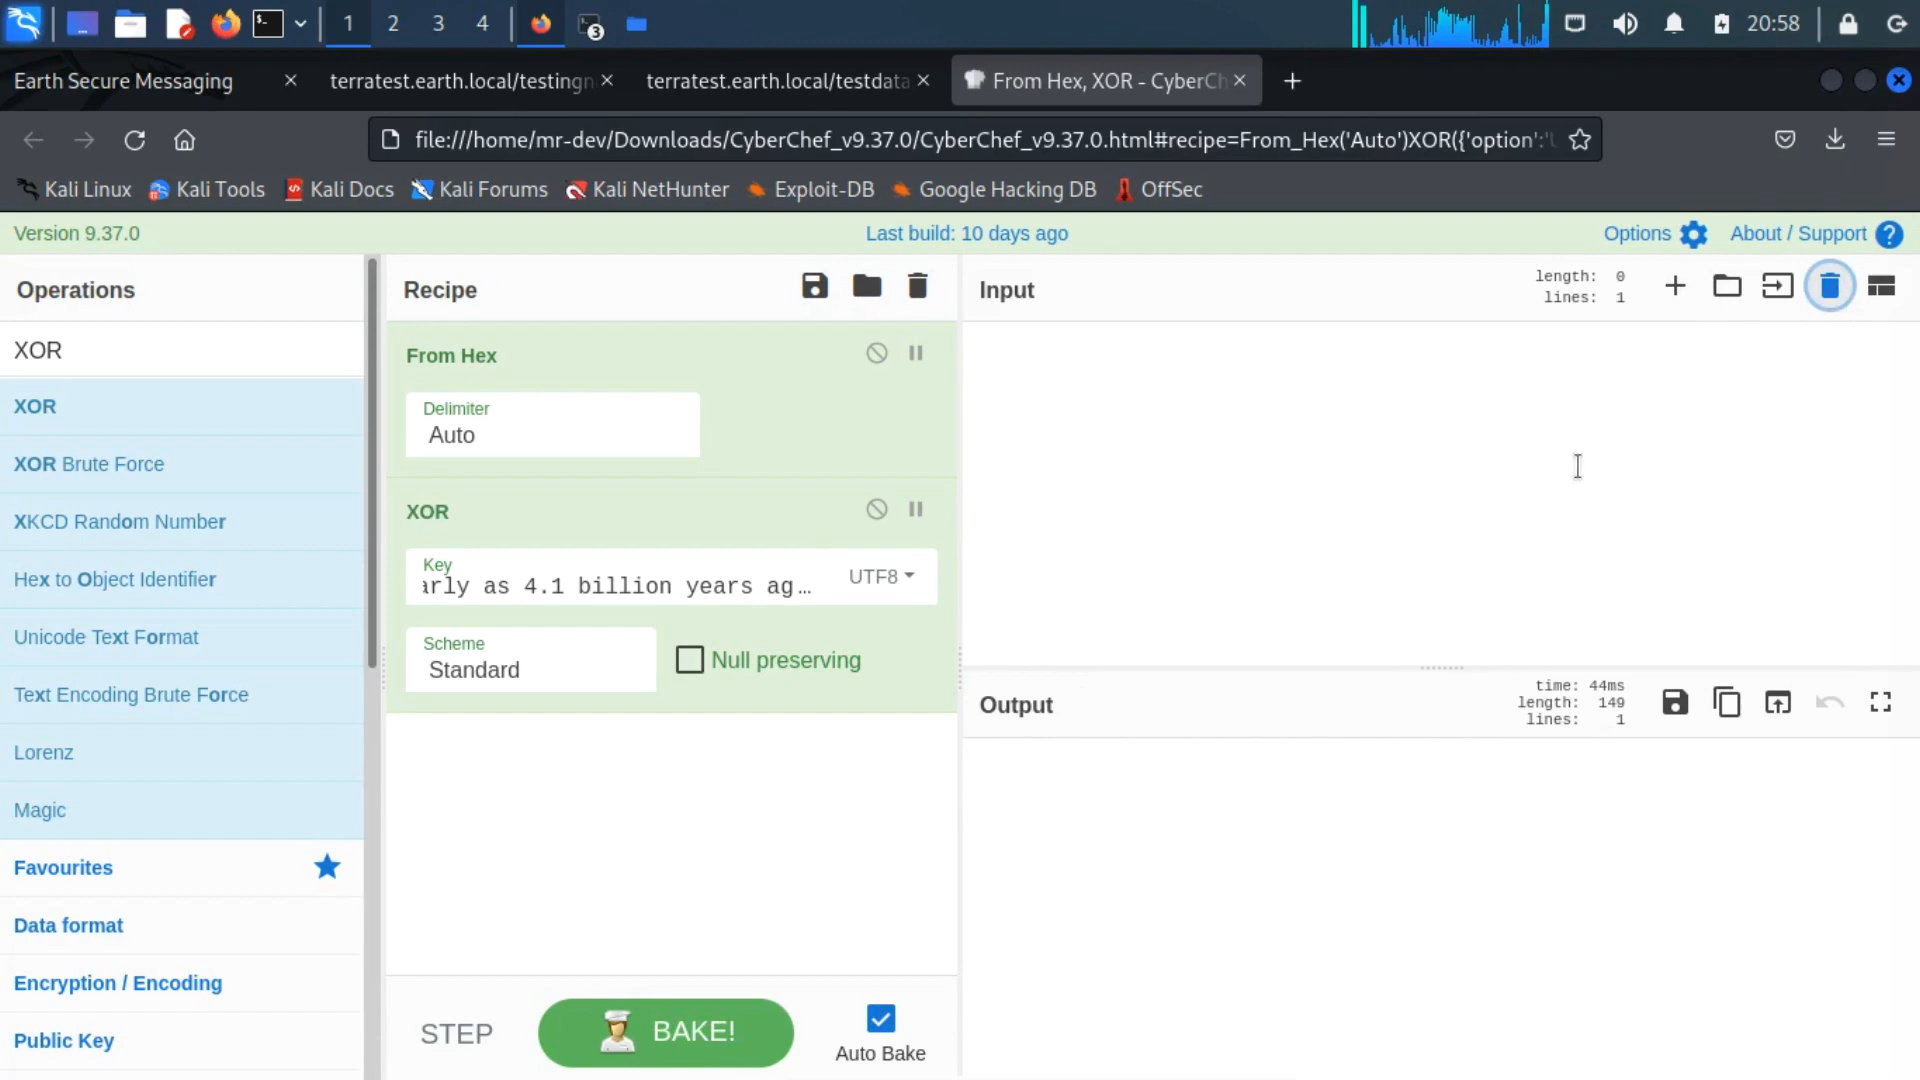 1
2
3
4
3
20:58
Earth Secure Messaging
terratest.earth.local/testingn
terratest.earth.local/testdata
From Hex, XOR - CyberCh
file:///home/mr-dev/Downloads/CyberChef_v9.37.0/CyberChef_v9.37.0.html#recipe=From_Hex('Auto')XOR({'option':'U
Kali Linux
Kali Tools
Kali Docs
Kali Forums
Kali NetHunter
Exploit-DB
Google Hacking DB
OffSec
Version 9.37.0
Last build: 10 days ago
Options
About / Support
Operations
XOR
XOR
XOR Brute Force
XKCD Random Number
Hex to Object Identifier
Unicode Text Format
Text Encoding Brute Force
Lorenz
Magic
Favourites
Data format
Encryption / Encoding
Public Key
Recipe
From Hex
Delimiter
Auto
XOR
Key
arly as 4.1 billion years ag…
UTF8
Scheme
Standard
Null preserving
STEP
BAKE!
Auto Bake
Input
length: 0
lines: 1
Output
time: 44ms
length: 149
lines: 1